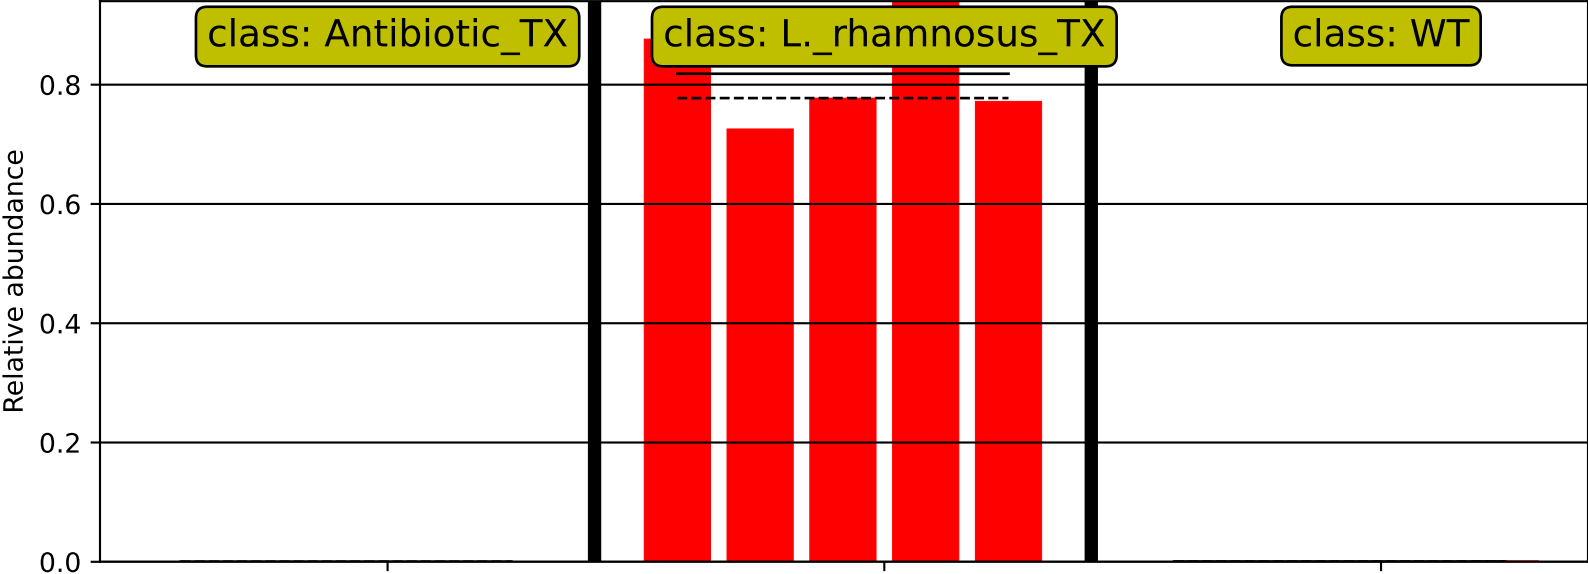 class: Antibiotic_TX
class: L._rhamnosus_TX
class: WT
Relative abundance
0.8
0.6
0.4
0.2
0.0